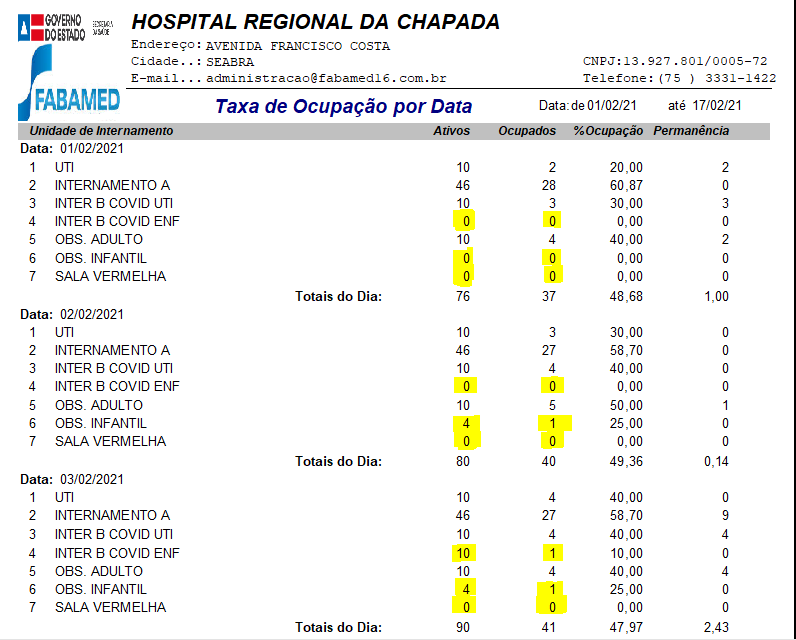 GOVERNO DO ESTADO
SECRETARIA DA SAÚDE
FABAMED
HOSPITAL REGIONAL DA CHAPADA
Endereço: AVENIDA FRANCISCO COSTA
Cidade..: SEABRA CNPJ:13.927.801/0005-72
E-mail...administracao@fabamed16.com.br Telefone:(75 ) 3331-1422
Taxa de Ocupação por Data Data: de 01/02/21 até 17/02/21
Unidade de Internamento Ativos Ocupados %Ocupação Permanência
Data: 01/02/2021
1 UTI 10 2 20,00 2
2 INTERNAMENTO A 46 28 60,87 0
3 INTER B COVID UTI 10 3 30,00 3
4 INTER B COVID ENF 0 0 0,00 0
5 OBS. ADULTO 10 4 40,00 2
6 OBS. INFANTIL 0 0 0,00 0
7 SALA VERMELHA 0 0 0,00 0
Totais do Dia: 76 37 48,68 1,00
Data: 02/02/2021
1 UTI 10 3 30,00 0
2 INTERNAMENTO A 46 27 58,70 0
3 INTER B COVID UTI 10 4 40,00 0
4 INTER B COVID ENF 0 0 0,00 0
5 OBS. ADULTO 10 5 50,00 1
6 OBS. INFANTIL 4 1 25,00 0
7 SALA VERMELHA 0 0 0,00 0
Totais do Dia: 80 40 49,36 0,14
Data: 03/02/2021
1 UTI 10 4 40,00 0
2 INTERNAMENTO A 46 27 58,70 9
3 INTER B COVID UTI 10 4 40,00 4
4 INTER B COVID ENF 10 1 10,00 0
5 OBS. ADULTO 10 4 40,00 4
6 OBS. INFANTIL 4 1 25,00 0
7 SALA VERMELHA 0 0 0,00 0
Totais do Dia: 90 41 47,97 2,43